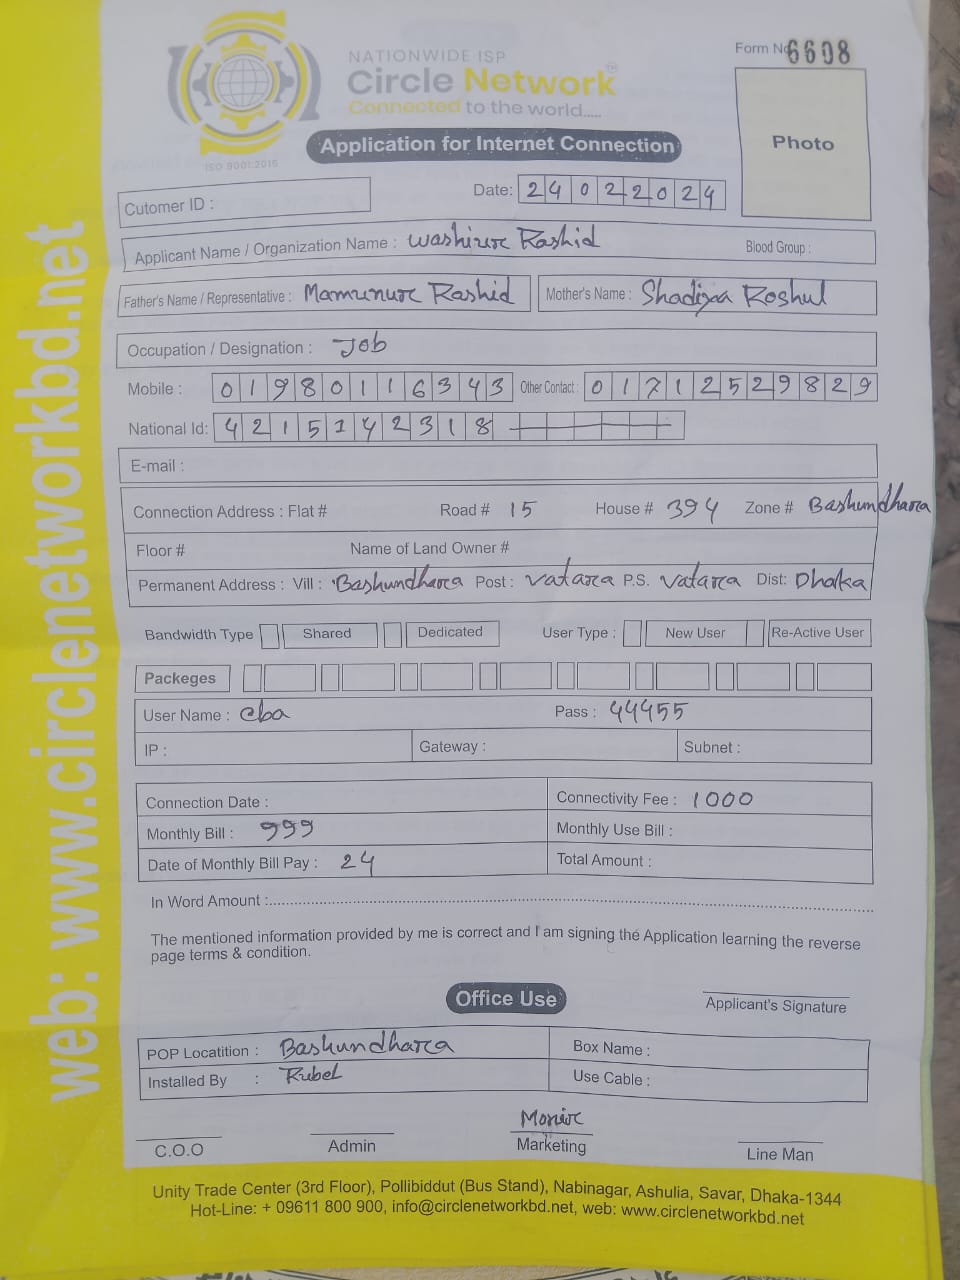 NATIONWIDE ISP
Circle Network™
Connected to the world.....
ISO 9001:2015
Form No 6608
Application for Internet Connection
Photo
Cutomer ID :
Date: 24022024
Applicant Name / Organization Name : Washirur Rashid
Blood Group :
Father's Name / Representative : Mamunur Rashid
Mother's Name : Shadiyaa Roshul
Occupation / Designation : Job
Mobile : 01980116343 Other Contact : 01712529829
National Id: 4215142318
E-mail :
Connection Address : Flat # Road # 15 House # 394 Zone # Bashundhara
Floor # Name of Land Owner #
Permanent Address : Vill : Bashundhara Post : Vatara P.S. Vatara Dist: Dhaka
Bandwidth Type Shared Dedicated User Type : New User Re-Active User
Packeges
User Name : cba Pass : 44455
IP : Gateway : Subnet :
Connection Date : Connectivity Fee : 1000
Monthly Bill : 999 Monthly Use Bill :
Date of Monthly Bill Pay : 24 Total Amount :
In Word Amount :
The mentioned information provided by me is correct and I am signing the Application learning the reverse
page terms & condition.
Office Use
Applicant's Signature
POP Locatition : Bashundhara Box Name :
Installed By : Rubel Use Cable :
Monir
C.O.O Admin Marketing Line Man
Unity Trade Center (3rd Floor), Pollibiddut (Bus Stand), Nabinagar, Ashulia, Savar, Dhaka-1344
Hot-Line: + 09611 800 900, info@circlenetworkbd.net, web: www.circlenetworkbd.net
web: www.circlenetworkbd.net